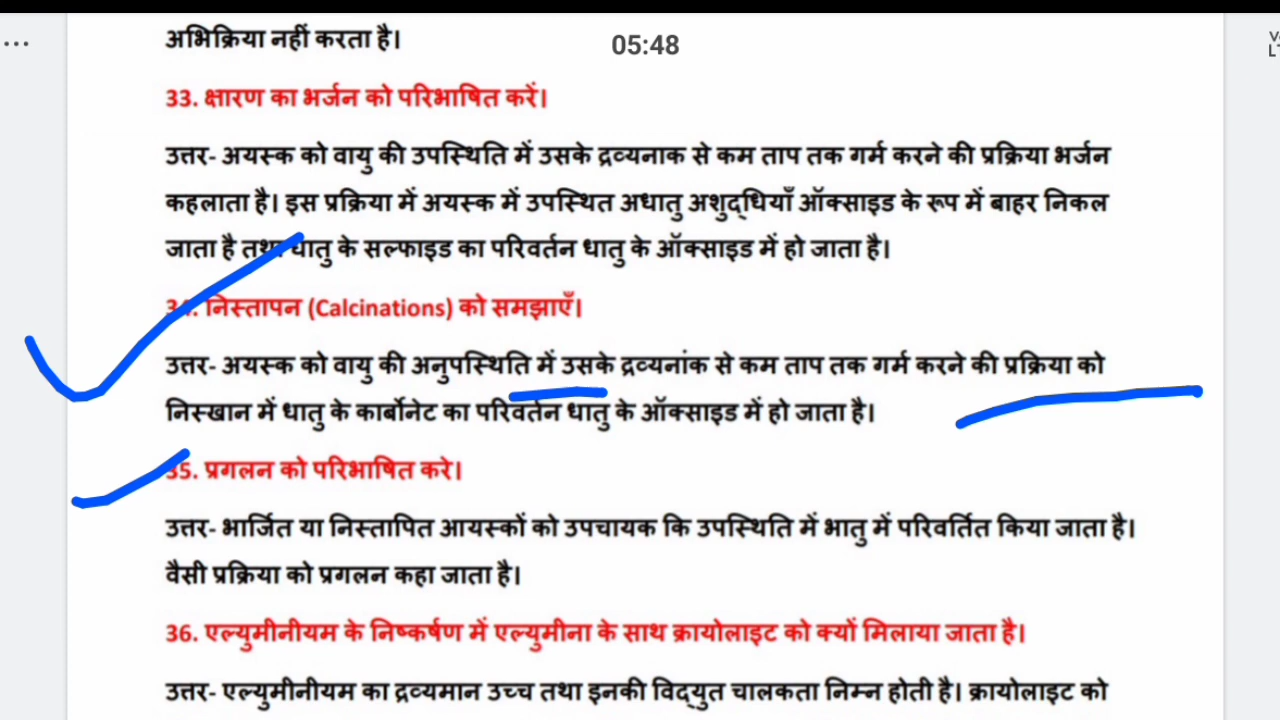 अभिक्रिया नहीं करता है।
05:48
33. क्षारण का भर्जन को परिभाषित करें।
उत्तर- अयस्क को वायु की उपस्थिति में उसके द्रव्यनाक से कम ताप तक गर्म करने की प्रक्रिया भर्जन
कहलाता है। इस प्रक्रिया में अयस्क में उपस्थित अधातु अशुद्धियाँ ऑक्साइड के रूप में बाहर निकल
जाता है तथा धातु के सल्फाइड का परिवर्तन धातु के ऑक्साइड में हो जाता है।
34. निस्तापन (Calcinations) को समझाएँ।
उत्तर- अयस्क को वायु की अनुपस्थिति में उसके द्रव्यनांक से कम ताप तक गर्म करने की प्रक्रिया को
निस्खान में धातु के कार्बोनेट का परिवर्तन धातु के ऑक्साइड में हो जाता है।
35. प्रगलन को परिभाषित करे।
उत्तर- भार्जित या निस्तापित आयस्कों को उपचायक कि उपस्थिति में भातु में परिवर्तित किया जाता है।
वैसी प्रक्रिया को प्रगलन कहा जाता है।
36. एल्युमीनीयम के निष्कर्षण में एल्युमीना के साथ क्रायोलाइट को क्यों मिलाया जाता है।
उत्तर- एल्युमीनीयम का द्रव्यमान उच्च तथा इनकी विद्युत चालकता निम्न होती है। क्रायोलाइट को